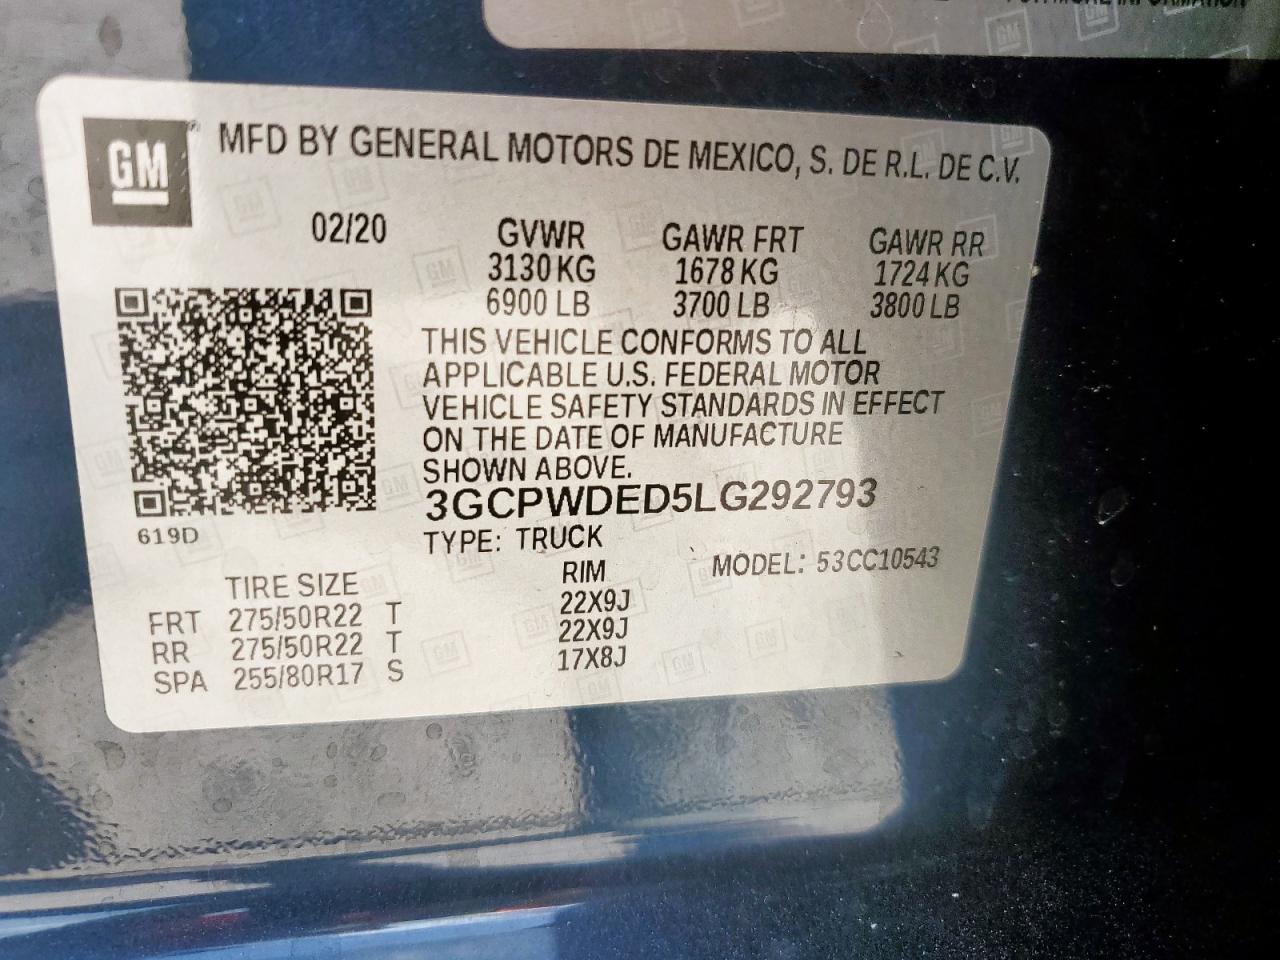 FOR MORE INFORMATION
GM
MFD BY GENERAL MOTORS DE MEXICO, S. DE R.L. DE C.V.
02/20 GVWR GAWR FRT GAWR RR
3130 KG 1678 KG 1724 KG
6900 LB 3700 LB 3800 LB
THIS VEHICLE CONFORMS TO ALL
APPLICABLE U.S. FEDERAL MOTOR
VEHICLE SAFETY STANDARDS IN EFFECT
ON THE DATE OF MANUFACTURE
SHOWN ABOVE.
3GCPWDED5LG292793
619D
TYPE: TRUCK
MODEL: 53CC10543
TIRE SIZE RIM
FRT 275/50R22 T 22X9J
RR 275/50R22 T 22X9J
SPA 255/80R17 S 17X8J